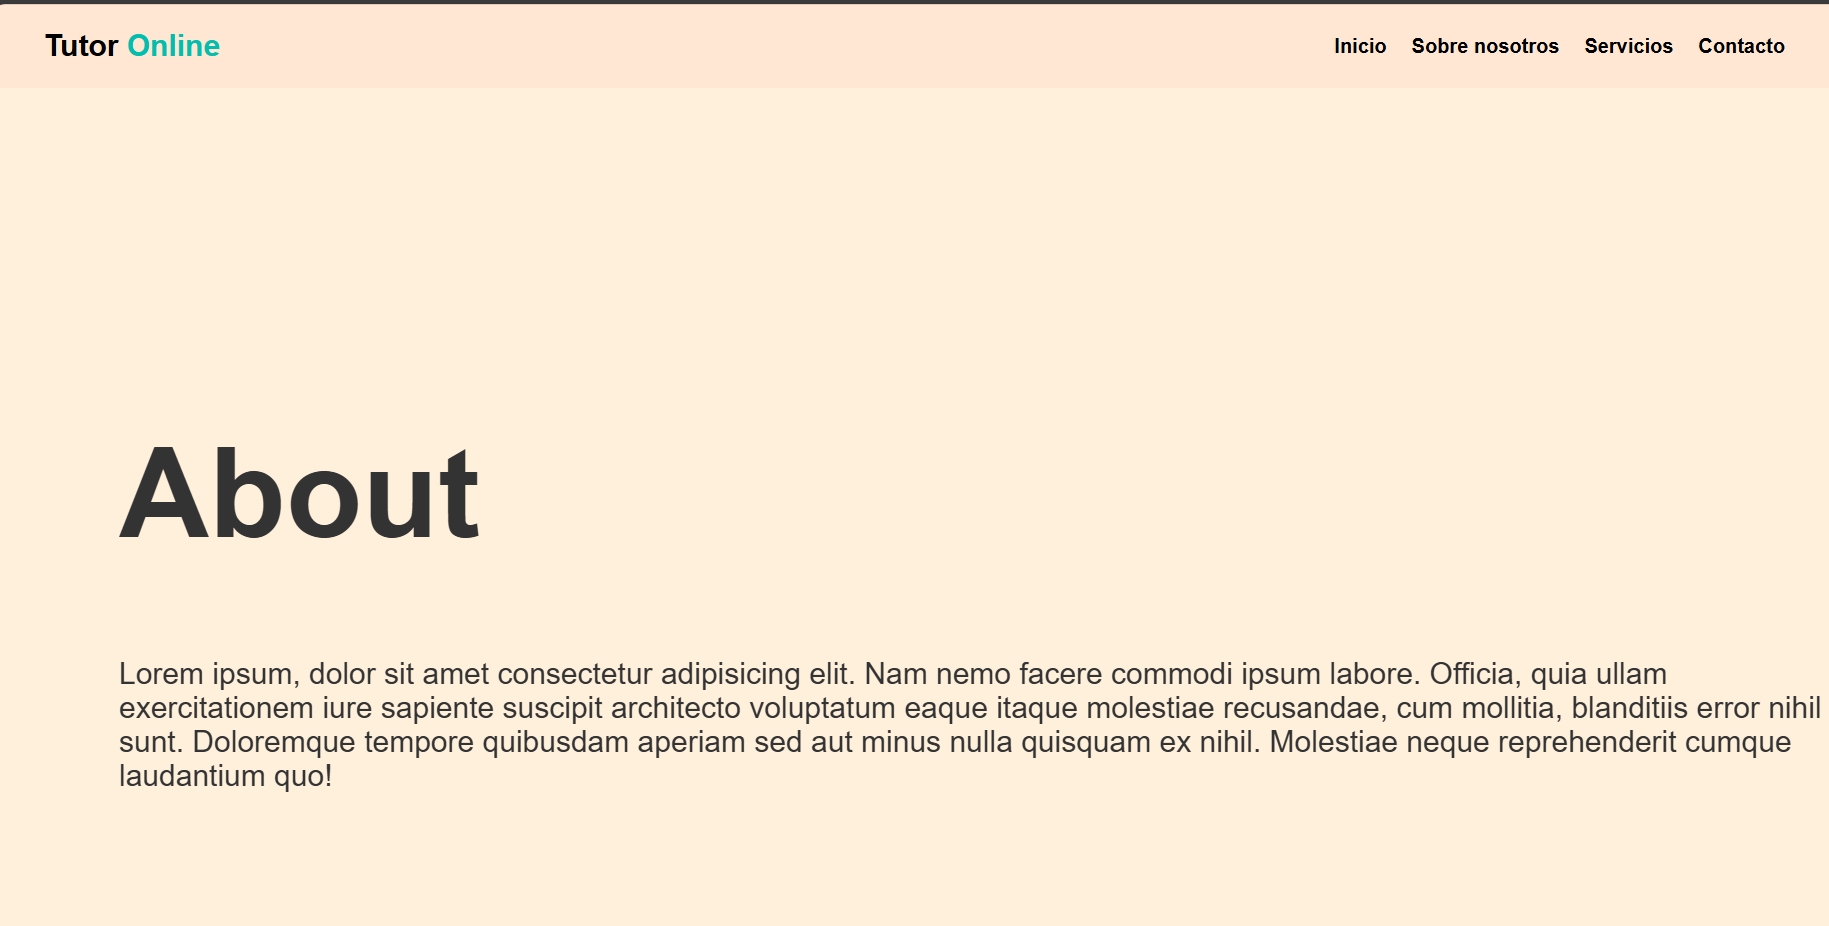 Tutor Online
Inicio Sobre nosotros Servicios Contacto
About
Lorem ipsum, dolor sit amet consectetur adipisicing elit. Nam nemo facere commodi ipsum labore. Officia, quia ullam
exercitationem iure sapiente suscipit architecto voluptatum eaque itaque molestiae recusandae, cum mollitia, blanditiis error nihil
sunt. Doloremque tempore quibusdam aperiam sed aut minus nulla quisquam ex nihil. Molestiae neque reprehenderit cumque
laudantium quo!